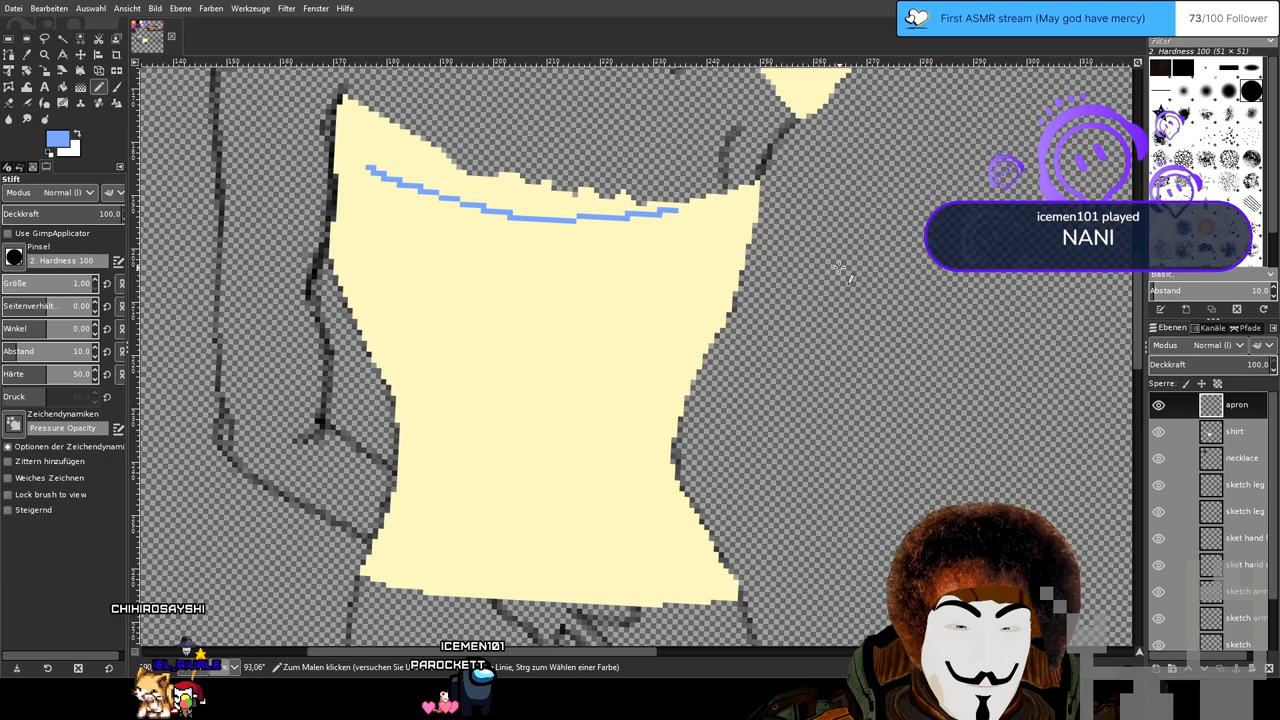 Datei Bearbeiten Auswahl Ansicht Bild Ebene Farben Werkzeuge Filter Fenster Hilfe
First ASMR stream (May god have mercy) 73/100 Follower
Filter
2. Hardness 100 (51 × 51)
icemen101 played
NANI
Basic,
Abstand 10,0
Ebenen Kanäle Pfade
Modus Normal (l)
Deckkraft 100,0
Sperre:
apron
shirt
necklace
sketch leg
sketch leg
sket hand
sket hand
sketch arm
sketch arm
sketch
Stift
Modus Normal (l)
Deckkraft 100,0
Use GimpApplicator
Pinsel
2. Hardness 100
Größe 1,00
Seitenverhält… 0,00
Winkel 0,00
Abstand 10,0
Härte 50,0
Druck
Zeichendynamiken
Pressure Opacity
Optionen der Zeichendynami
Zittern hinzufügen
Weiches Zeichnen
Lock brush to view
Steigernd
CHIHIROSAYSHI
EL_RIVALE
ICEMEN101
PAROCKETT
93,06° Zum Malen klicken (versuchen Sie U
Linie, Strg zum Wählen einer Farbe)